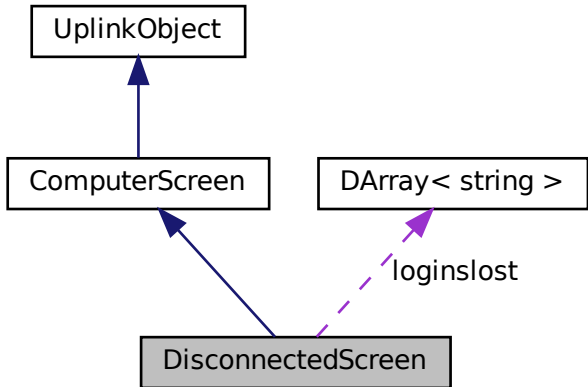 UplinkObject
ComputerScreen
DArray< string >
loginslost
DisconnectedScreen